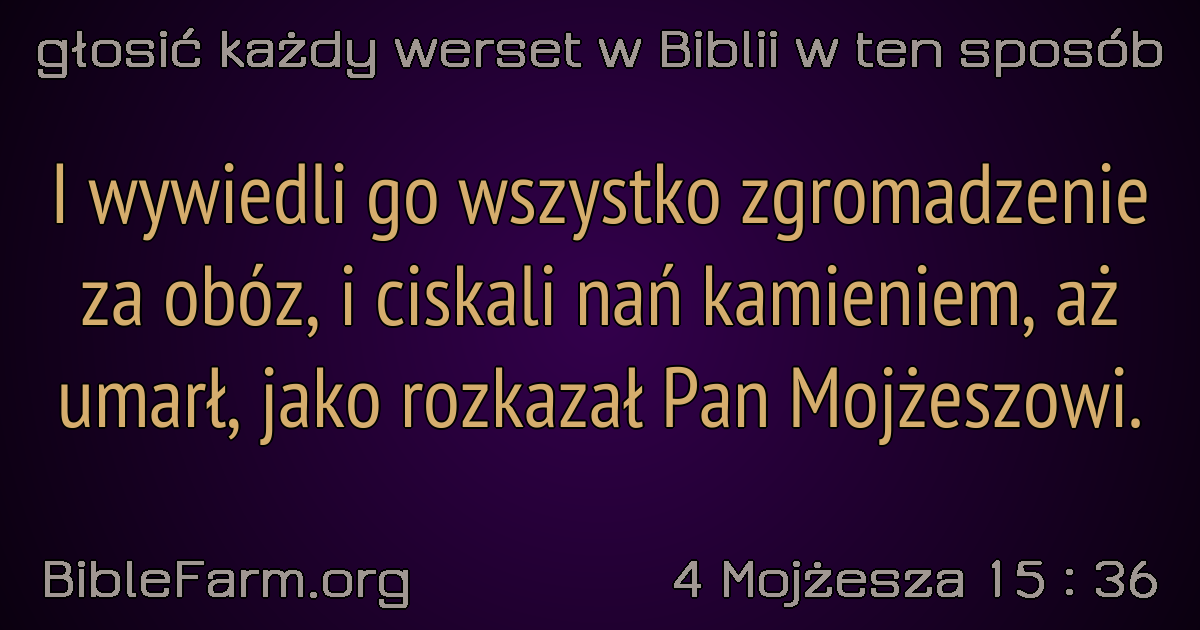 głosić każdy werset w Biblii w ten sposób
I wywiedli go wszystko zgromadzenie
za obóz, i ciskali nań kamieniem, aż
umarł, jako rozkazał Pan Mojżeszowi.
BibleFarm.org
4 Mojżesza 15 : 36